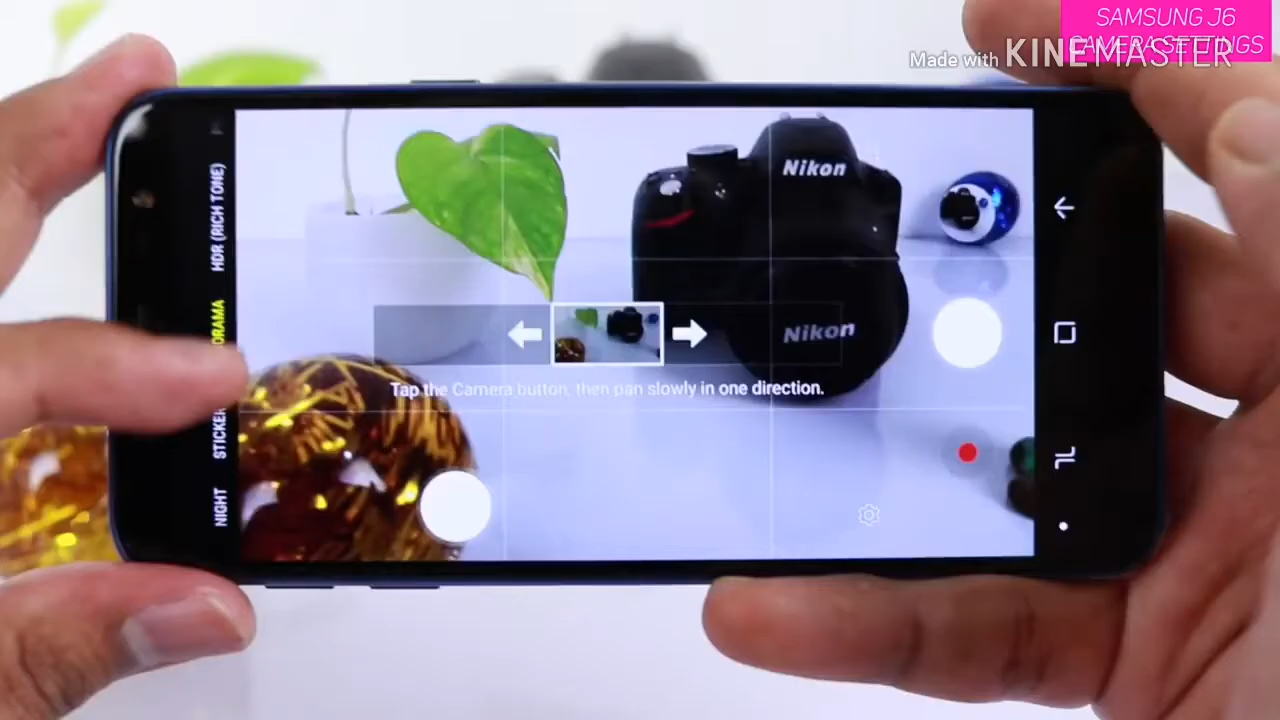 SAMSUNG J6
CAMERA SETTINGS
Made with KINEMASTER
HDR (RICH TONE)
ORAMA
STICKER
NIGHT
Nikon
Nikon
Tap the Camera button, then pan slowly in one direction.